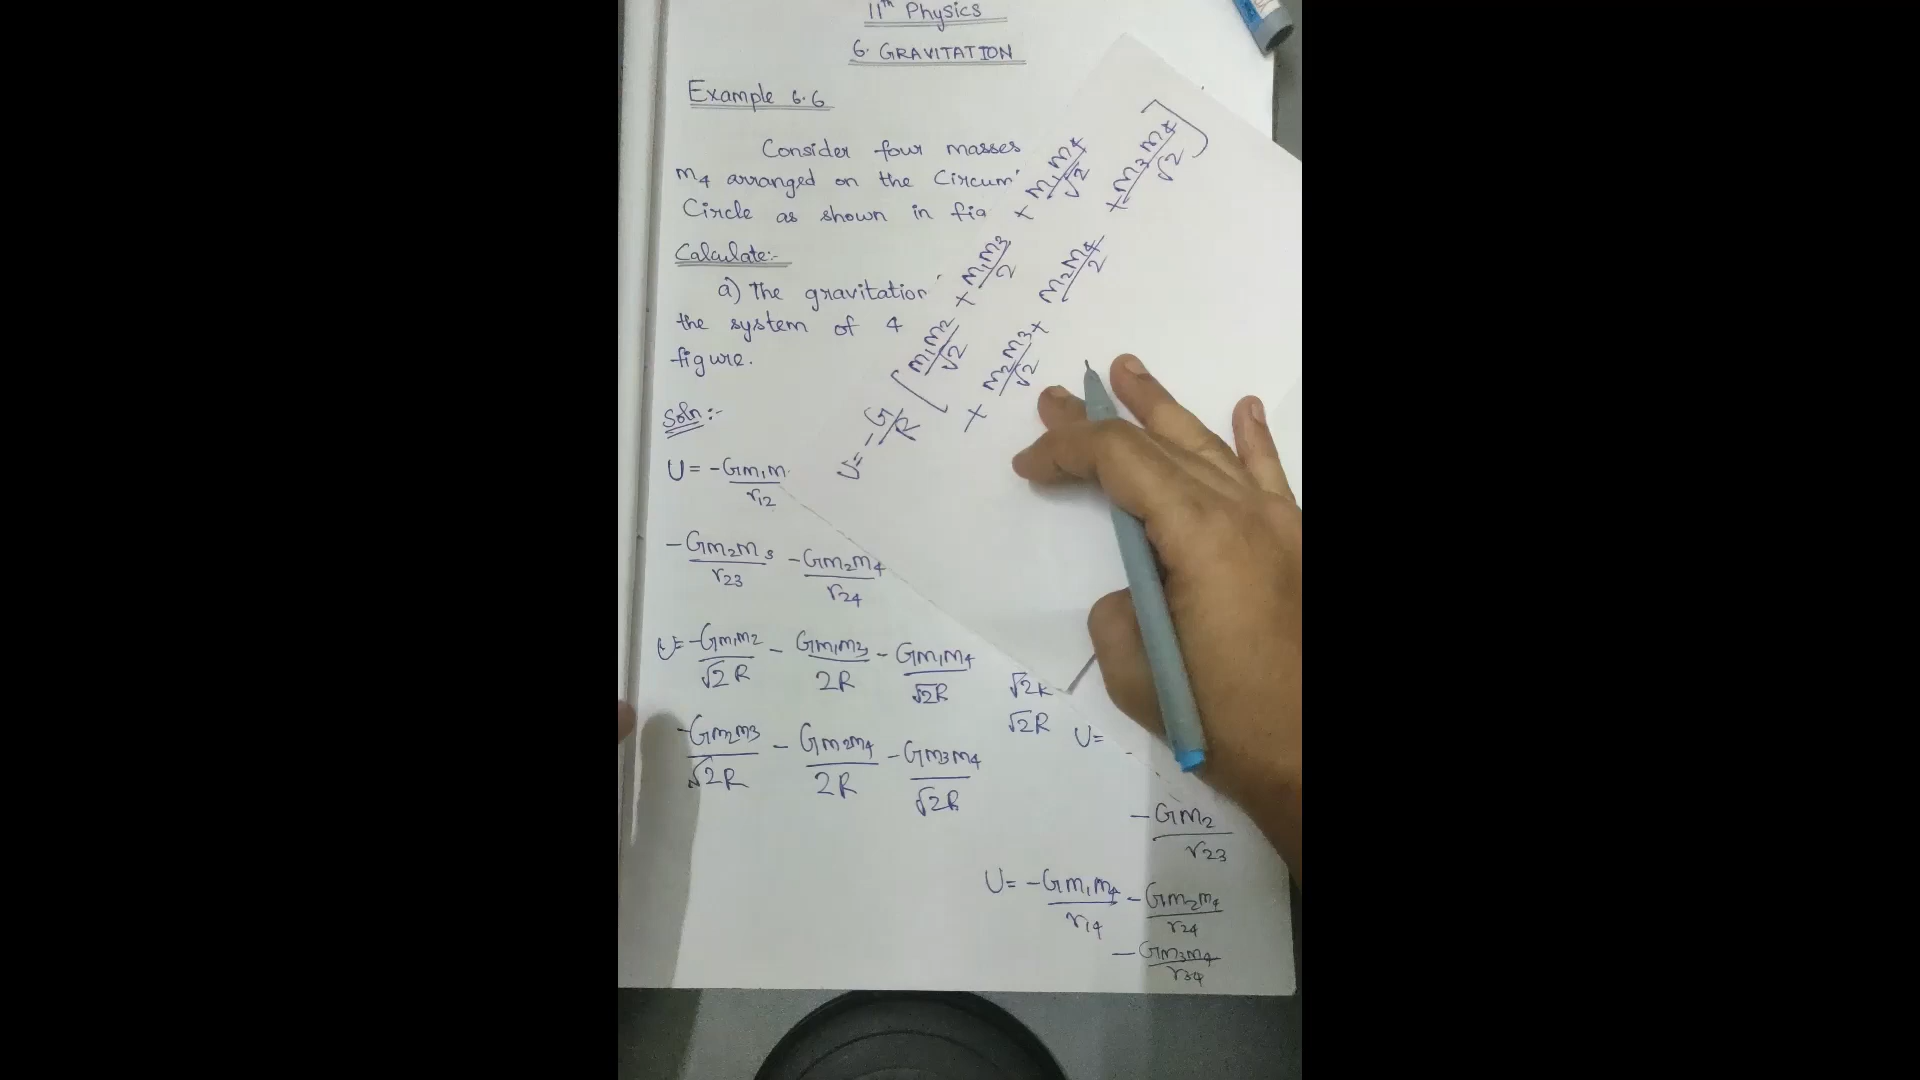 11th Physics
6. GRAVITATION
Example 6.6
Consider four masses
m4 arranged on the Circum
Circle as shown in fig
Calculate:-
a) The gravitation
the system of 4
figure.
Soln:-
U = -Gm1m / r12
-Gm2m3 / r23 - Gm2m4 / r24
U = -Gm1m2 / √2R - Gm1m3 / 2R - Gm1m4 / √2R
-Gm2m3 / √2R - Gm2m4 / 2R - Gm3m4 / √2R
U = -G/R [ m1m2/√2 + m1m3/2 + m1m4/√2
+ m2m3/√2 + m2m4/2 + m3m4/√2 ]
√2R
√2R
U =
-Gm2 / r23
U = -Gm1m4 / r14 - Gm2m4 / r24
-Gm3m4 / r34